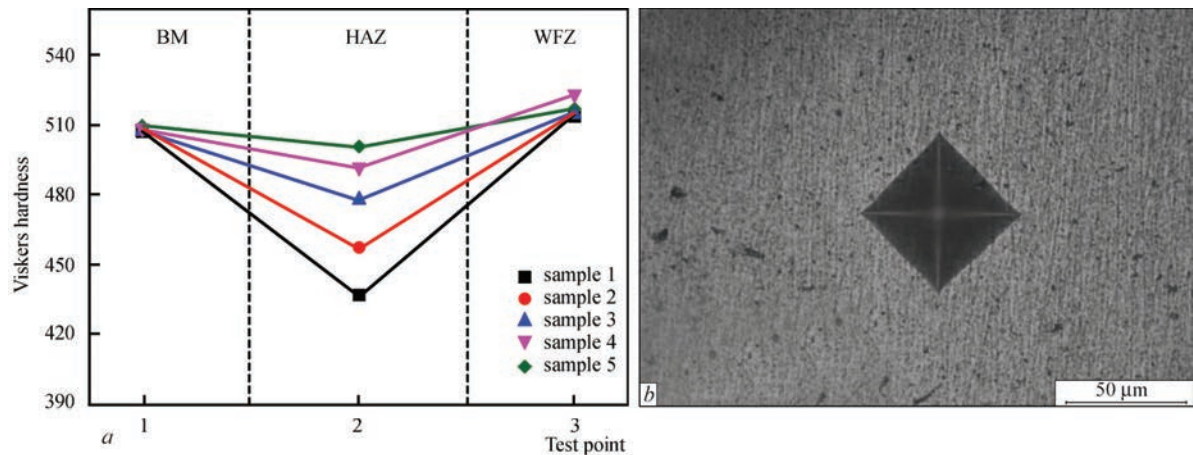 BM HAZ WFZ
540
510
480
450
420
390
Viskers hardness
sample 1
sample 2
sample 3
sample 4
sample 5
a
1 2 3
Test point
b
50 μm